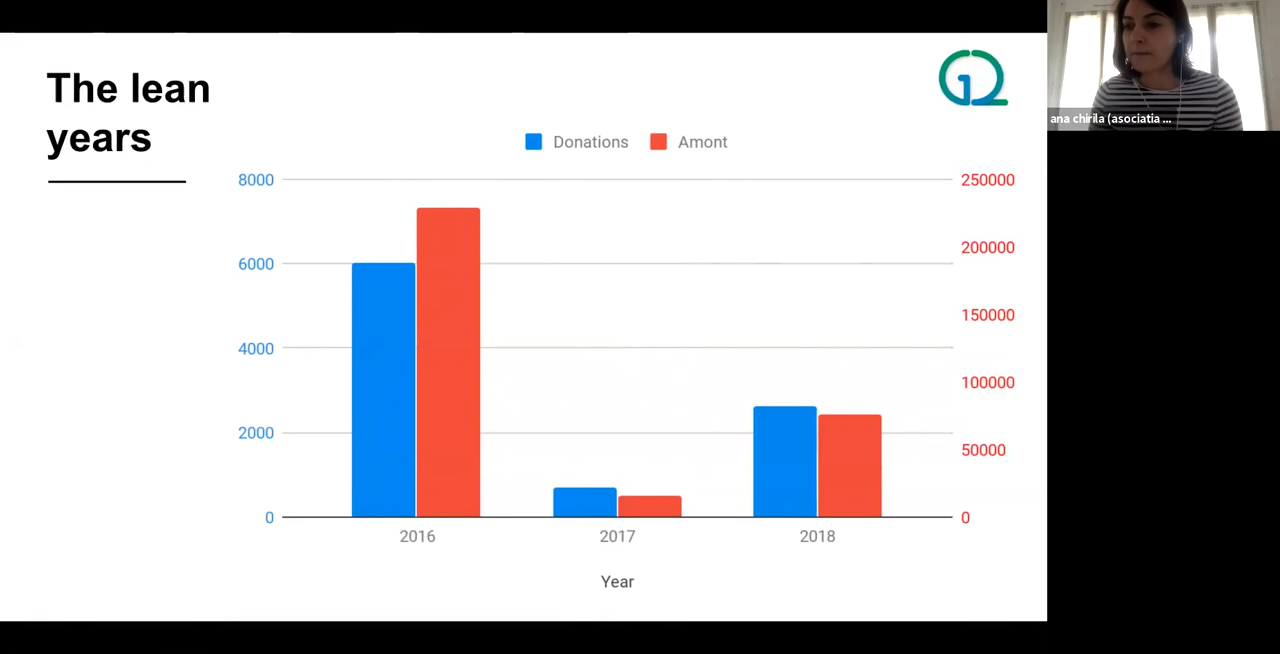 The lean
years
Donations Amont
8000
6000
4000
2000
0
250000
200000
150000
100000
50000
0
2016 2017 2018
Year
ana chirila (asociatia ...